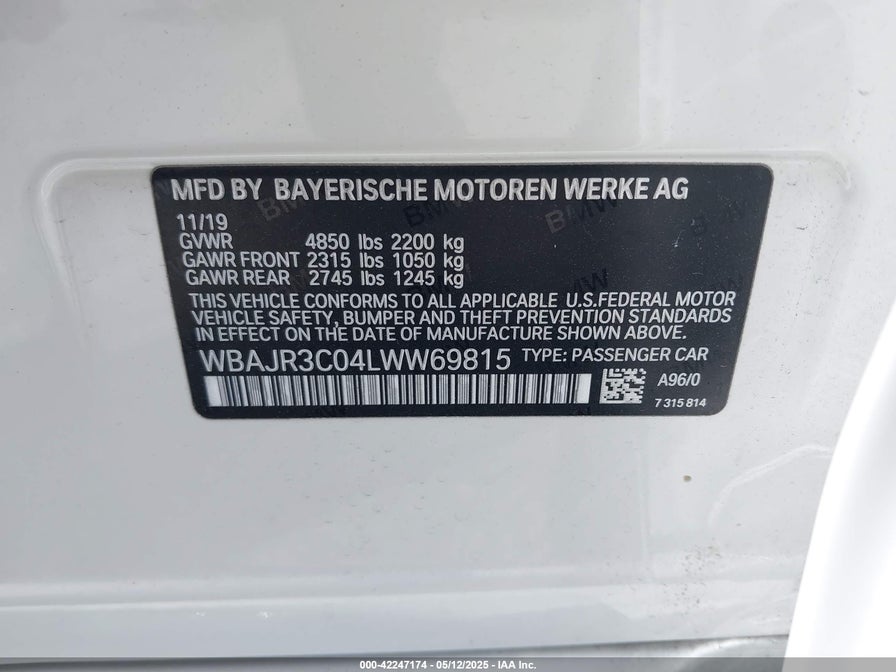 MFD BY BAYERISCHE MOTOREN WERKE AG
11/19
GVWR 4850 lbs 2200 kg
GAWR FRONT 2315 lbs 1050 kg
GAWR REAR 2745 lbs 1245 kg
THIS VEHICLE CONFORMS TO ALL APPLICABLE U.S.FEDERAL MOTOR
VEHICLE SAFETY, BUMPER AND THEFT PREVENTION STANDARDS
IN EFFECT ON THE DATE OF MANUFACTURE SHOWN ABOVE.
WBAJR3C04LWW69815 TYPE: PASSENGER CAR
A96/0
7 315 814
000-42247174 - 05/12/2025 - IAA Inc.